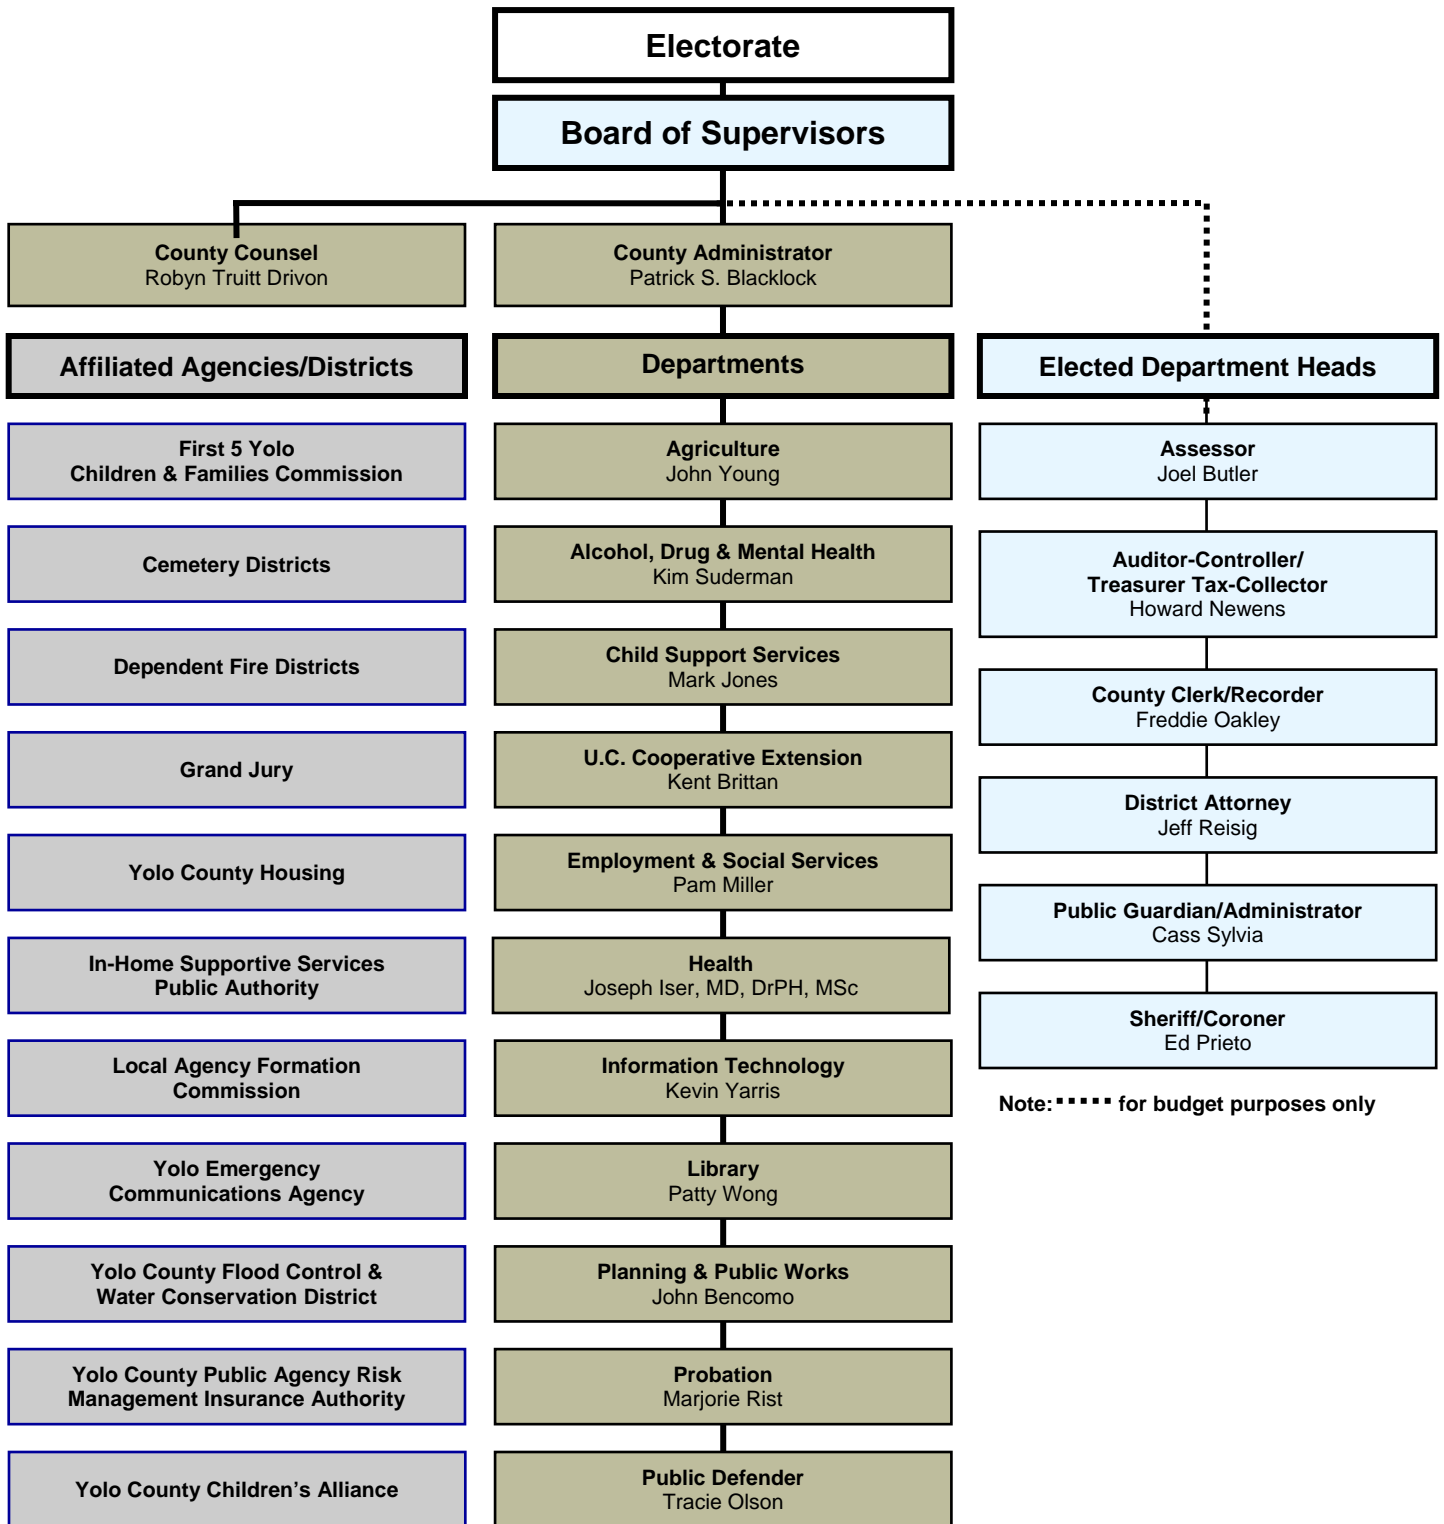 Electorate
Board of Supervisors
County Counsel
Robyn Truitt Drivon
County Administrator
Patrick S. Blacklock
Affiliated Agencies/Districts
First 5 Yolo
Children & Families Commission
Cemetery Districts
Dependent Fire Districts
Grand Jury
Yolo County Housing
In-Home Supportive Services
Public Authority
Local Agency Formation
Commission
Yolo Emergency
Communications Agency
Yolo County Flood Control &
Water Conservation District
Yolo County Public Agency Risk
Management Insurance Authority
Yolo County Children’s Alliance
Departments
Agriculture
John Young
Alcohol, Drug & Mental Health
Kim Suderman
Child Support Services
Mark Jones
U.C. Cooperative Extension
Kent Brittan
Employment & Social Services
Pam Miller
Health
Joseph Iser, MD, DrPH, MSc
Information Technology
Kevin Yarris
Library
Patty Wong
Planning & Public Works
John Bencomo
Probation
Marjorie Rist
Public Defender
Tracie Olson
Elected Department Heads
Assessor
Joel Butler
Auditor-Controller/
Treasurer Tax-Collector
Howard Newens
County Clerk/Recorder
Freddie Oakley
District Attorney
Jeff Reisig
Public Guardian/Administrator
Cass Sylvia
Sheriff/Coroner
Ed Prieto
Note: for budget purposes only